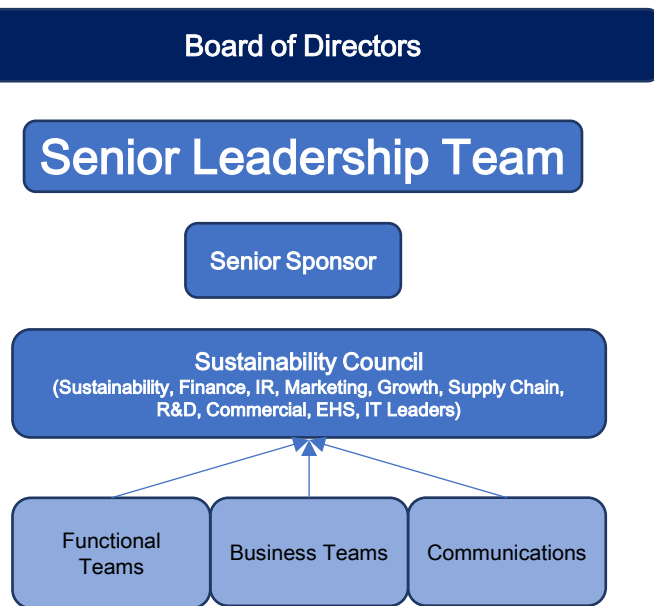 Board of Directors
Senior Leadership Team
Senior Sponsor
Sustainability Council
(Sustainability, Finance, IR, Marketing, Growth, Supply Chain,
R&D, Commercial, EHS, IT Leaders)
Functional
Teams
Business Teams
Communications